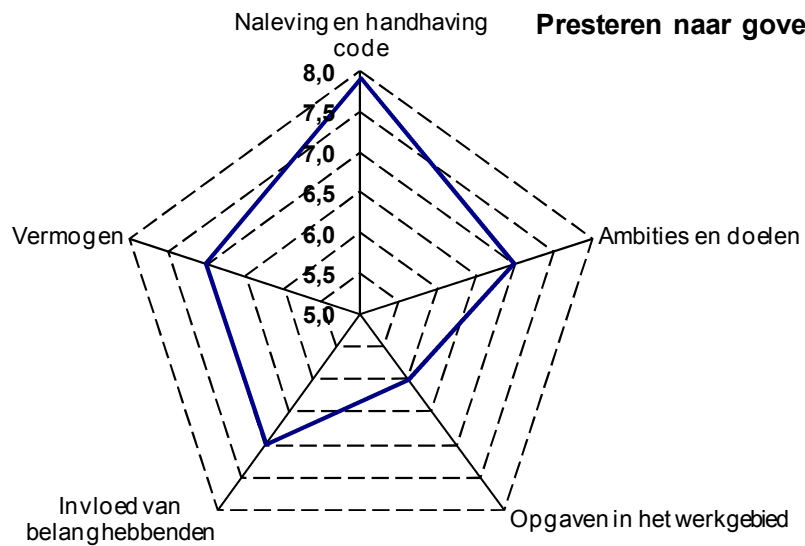 Naleving en handhaving
code
Presteren naar gove
8,0
7,5
7,0
6,5
6,0
5,5
5,0
Vermogen
Ambities en doelen
Invloed van
belanghebbenden
Opgaven in het werkgebied